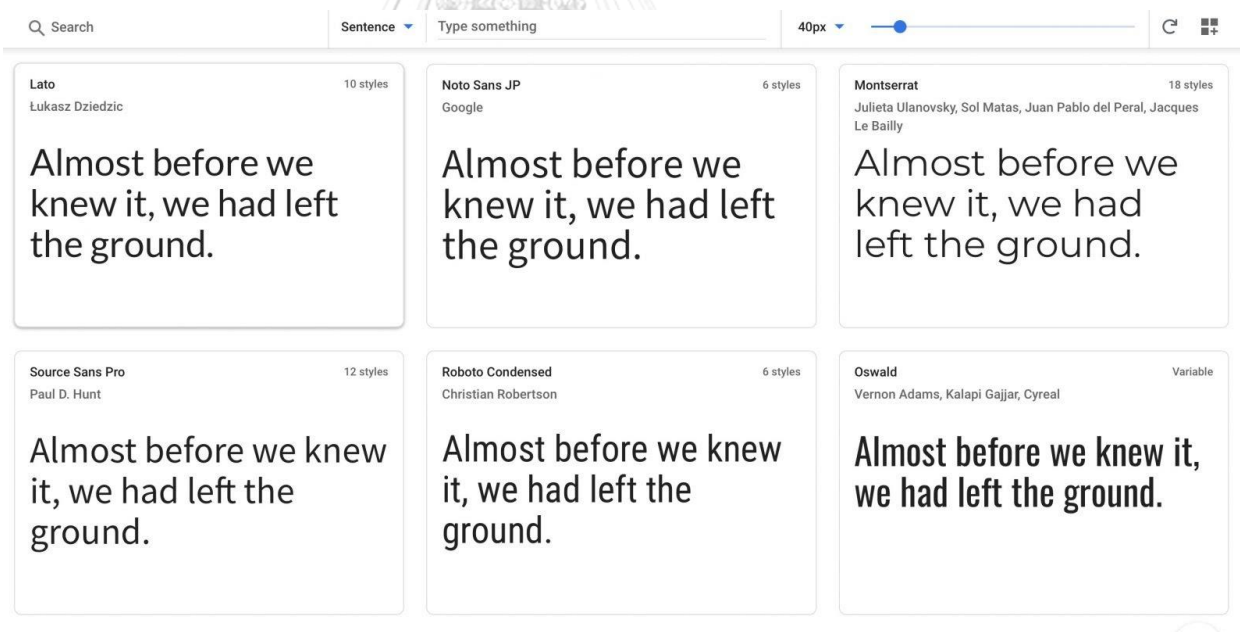 Search
Sentence
Type something
40px
Lato
10 styles
Łukasz Dziedzic
Almost before we
knew it, we had left
the ground.
Noto Sans JP
6 styles
Google
Almost before we
knew it, we had left
the ground.
Montserrat
18 styles
Julieta Ulanovsky, Sol Matas, Juan Pablo del Peral, Jacques
Le Bailly
Almost before we
knew it, we had
left the ground.
Source Sans Pro
12 styles
Paul D. Hunt
Almost before we knew
it, we had left the
ground.
Roboto Condensed
6 styles
Christian Robertson
Almost before we knew
it, we had left the
ground.
Oswald
Variable
Vernon Adams, Kalapi Gajjar, Cyreal
Almost before we knew it,
we had left the ground.